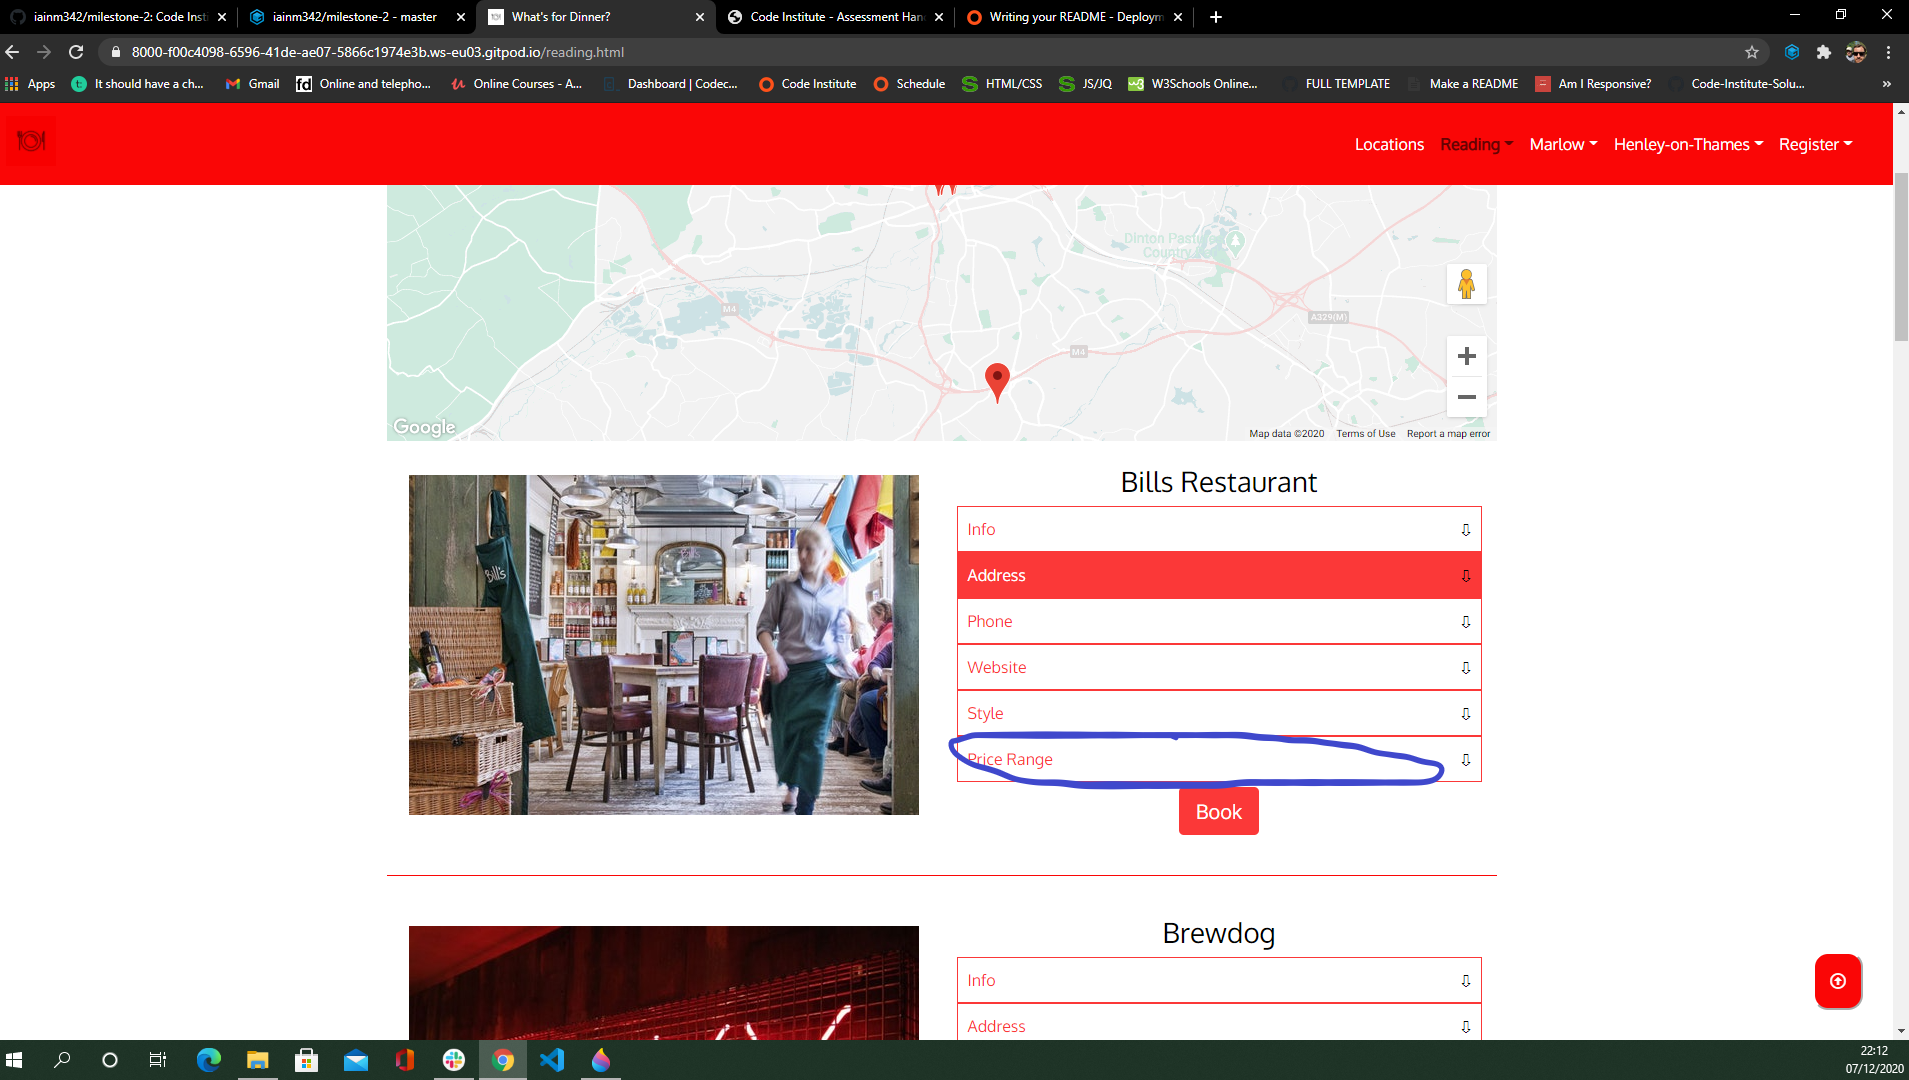 iainm342/milestone-2: Code Insti
iainm342/milestone-2 - master
What's for Dinner?
Code Institute - Assessment Han
Writing your README - Deploym
8000-f00c4098-6596-41de-ae07-5866c1974e3b.ws-eu03.gitpod.io/reading.html
Apps
It should have a ch...
Gmail
fd
Online and telepho...
Online Courses - A...
Dashboard | Codec...
Code Institute
Schedule
HTML/CSS
JS/JQ
W3Schools Online...
FULL TEMPLATE
Make a README
Am I Responsive?
Code-Institute-Solu...
»
Locations
Reading
Marlow
Henley-on-Thames
Register
Dinton Pastures
Country
M4
A329(M)
M4
Google
Map data ©2020
Terms of Use
Report a map error
Bill's
Bills Restaurant
Info
Address
Phone
Website
Style
Price Range
Book
Brewdog
Info
Address
22:12
07/12/2020